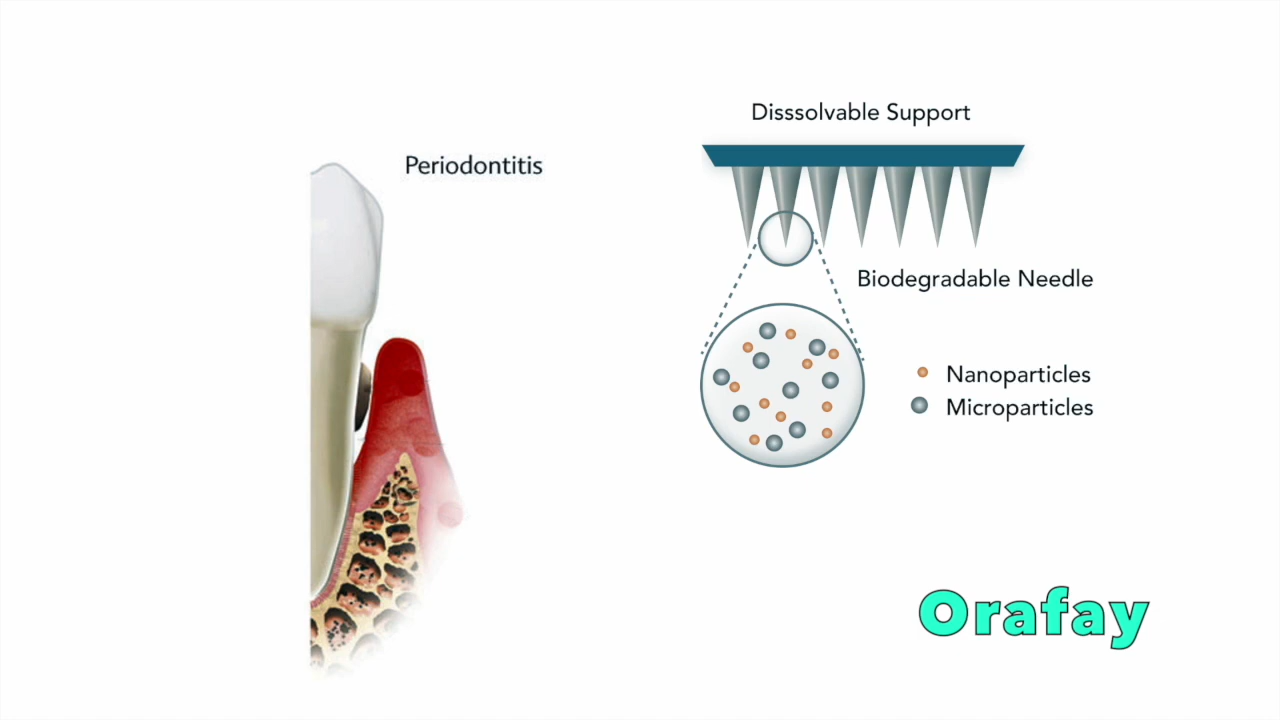 Disssolvable Support
Periodontitis
Biodegradable Needle
Nanoparticles
Microparticles
Orafay